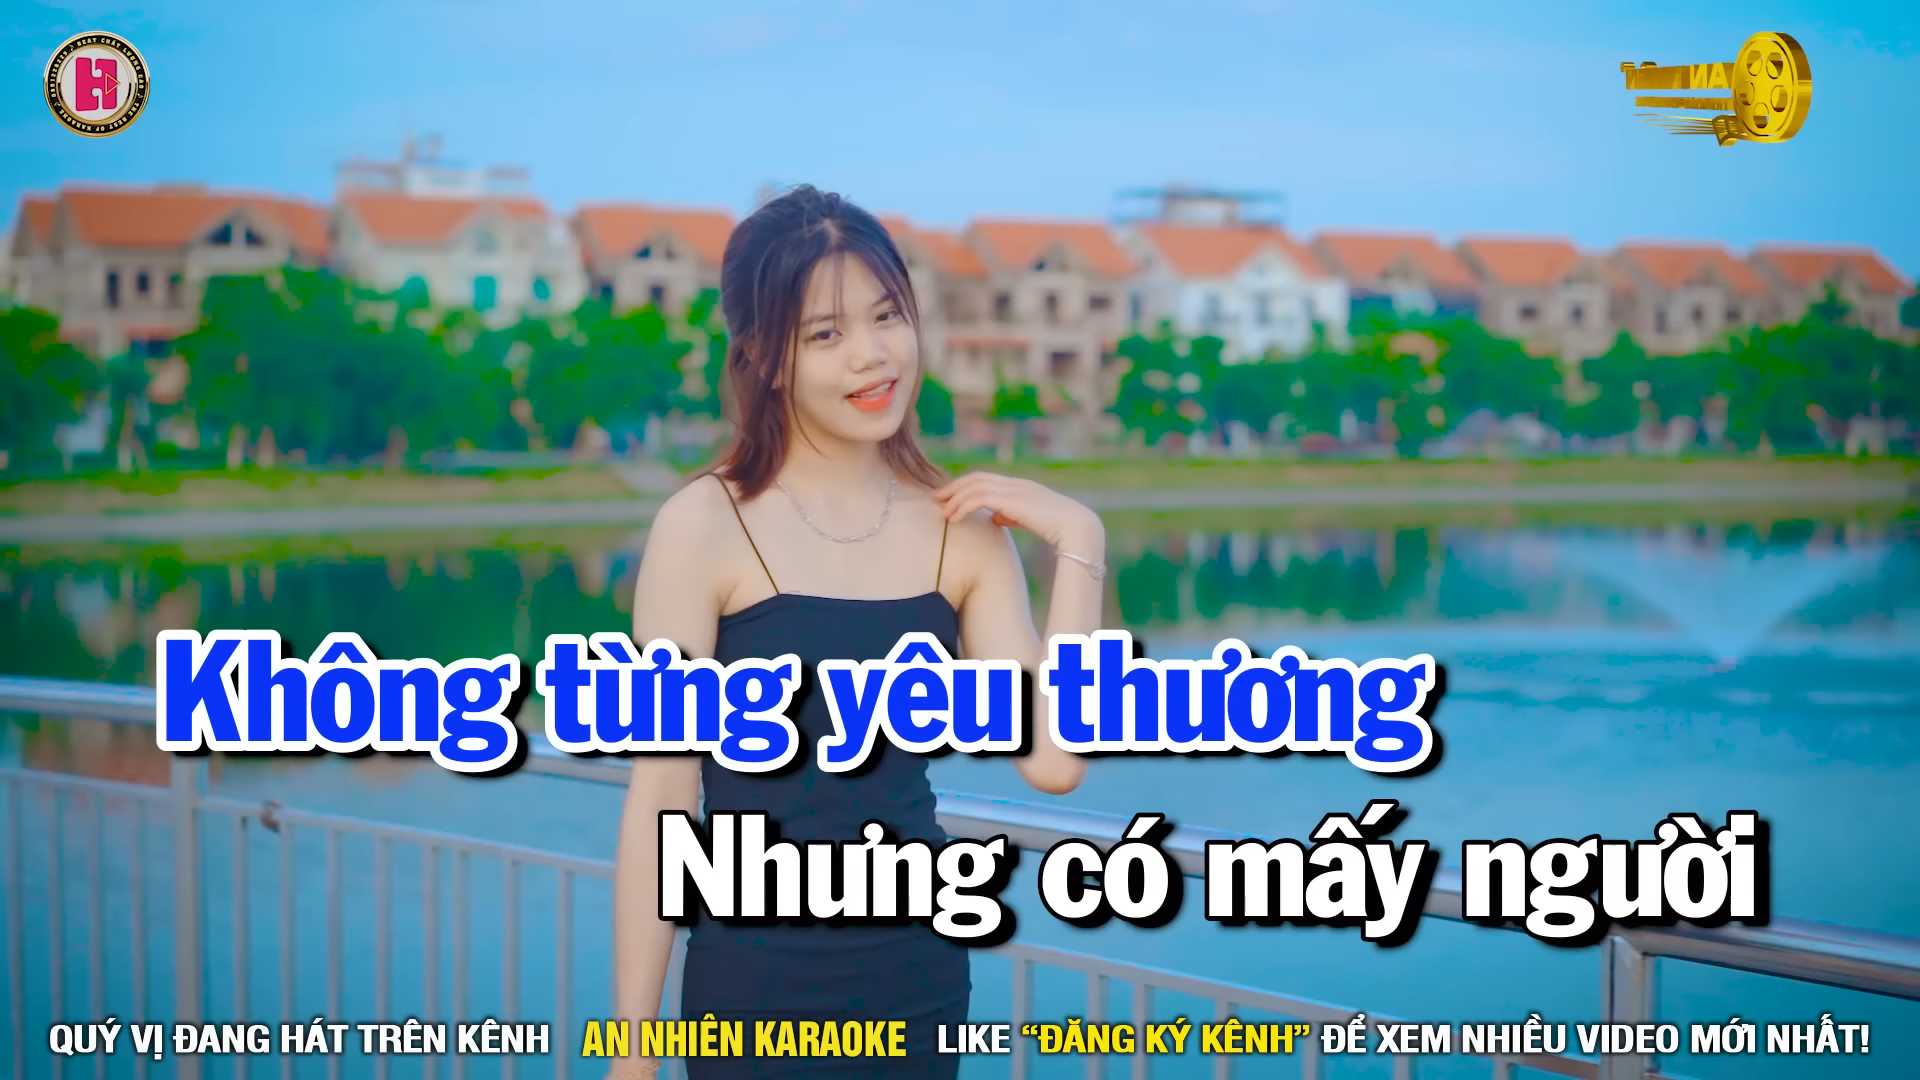 Không từng yêu thương
Nhưng có mấy người
QUÝ VỊ ĐANG HÁT TRÊN KÊNH AN NHIÊN KARAOKE LIKE “ĐĂNG KÝ KÊNH” ĐỂ XEM NHIỀU VIDEO MỚI NHẤT!